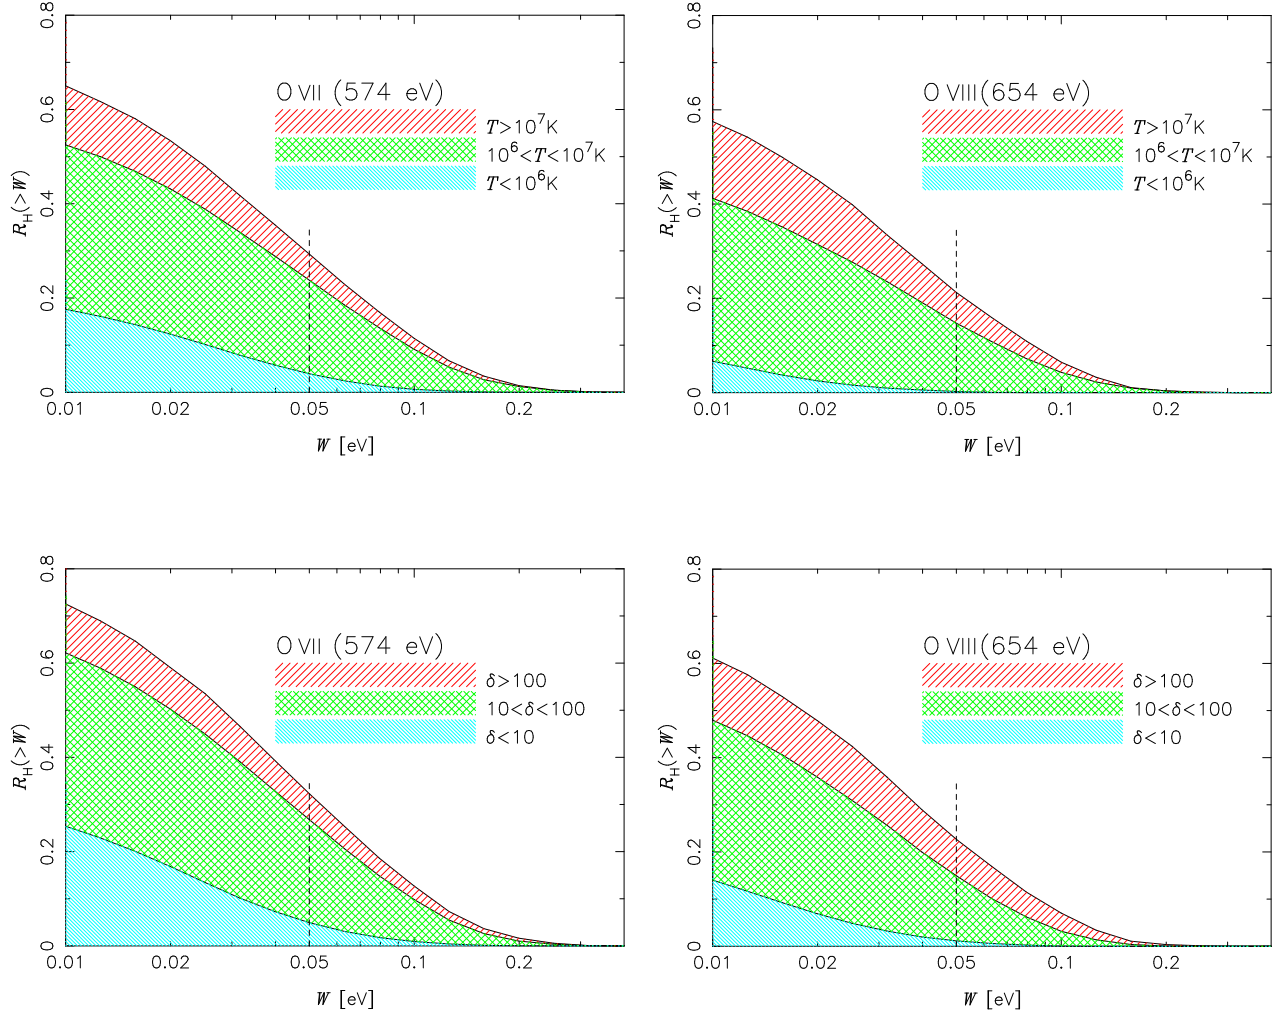 0.8
0.6
0.4
0.2
0
R_H(>W)
O VII (574 eV)
T>10^7K
10^6<T<10^7K
T<10^6K
0.01 0.02 0.05 0.1 0.2
W [eV]
0.8
0.6
0.4
0.2
0
R_H(>W)
O VIII(654 eV)
T>10^7K
10^6<T<10^7K
T<10^6K
0.01 0.02 0.05 0.1 0.2
W [eV]
0.8
0.6
0.4
0.2
0
R_H(>W)
O VII (574 eV)
δ>100
10<δ<100
δ<10
0.01 0.02 0.05 0.1 0.2
W [eV]
0.8
0.6
0.4
0.2
0
R_H(>W)
O VIII(654 eV)
δ>100
10<δ<100
δ<10
0.01 0.02 0.05 0.1 0.2
W [eV]